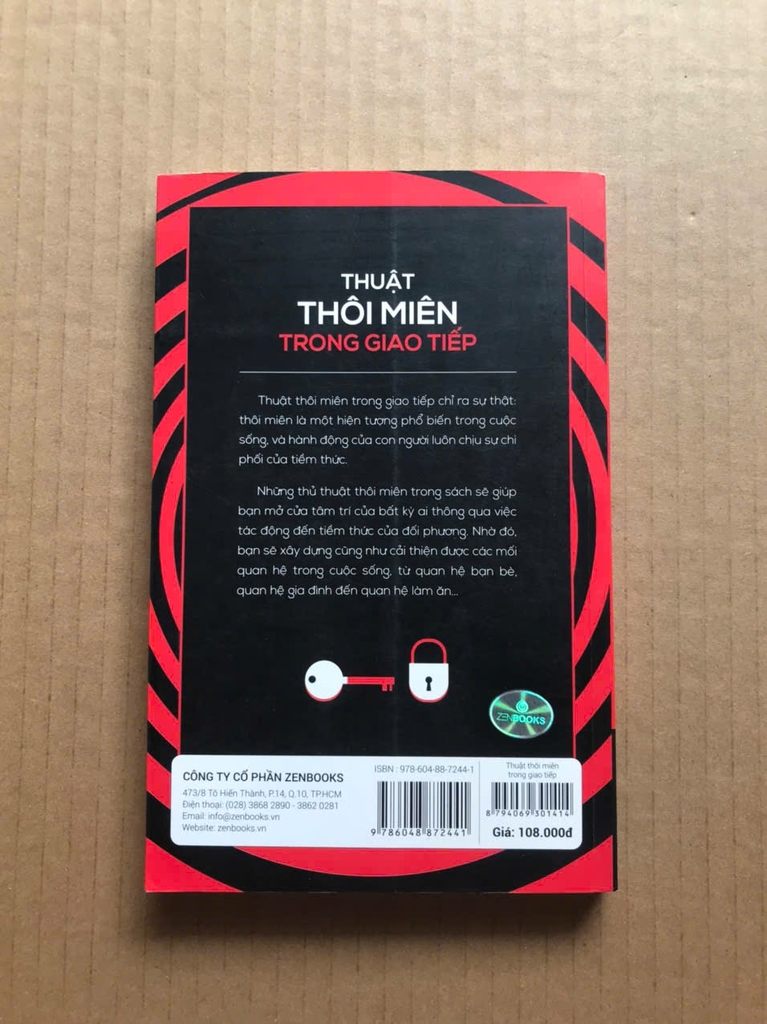 THUẬT
THÔI MIÊN
TRONG GIAO TIẾP
Thuật thôi miên trong giao tiếp chỉ ra sự thật:
thôi miên là một hiện tượng phổ biến trong cuộc
sống, và hành động của con người luôn chịu sự chi
phối của tiềm thức.
Những thủ thuật thôi miên trong sách sẽ giúp
bạn mở cửa tâm trí của bất kỳ ai thông qua việc
tác động đến tiềm thức của đối phương. Nhờ đó,
bạn sẽ xây dựng cũng như cải thiện được các mối
quan hệ trong cuộc sống, từ quan hệ bạn bè,
quan hệ gia đình đến quan hệ làm ăn...
ZENBOOKS
CÔNG TY CỔ PHẦN ZENBOOKS
473/8 Tô Hiến Thành, P.14, Q.10, TP.HCM
Điện thoại: (028) 3868 2890 - 3862 0281
Email: info@zenbooks.vn
Website: zenbooks.vn
ISBN : 978-604-88-7244-1
9 786048 872441
Thuật thôi miên
trong giao tiếp
8 794069 301414
Giá: 108.000đ